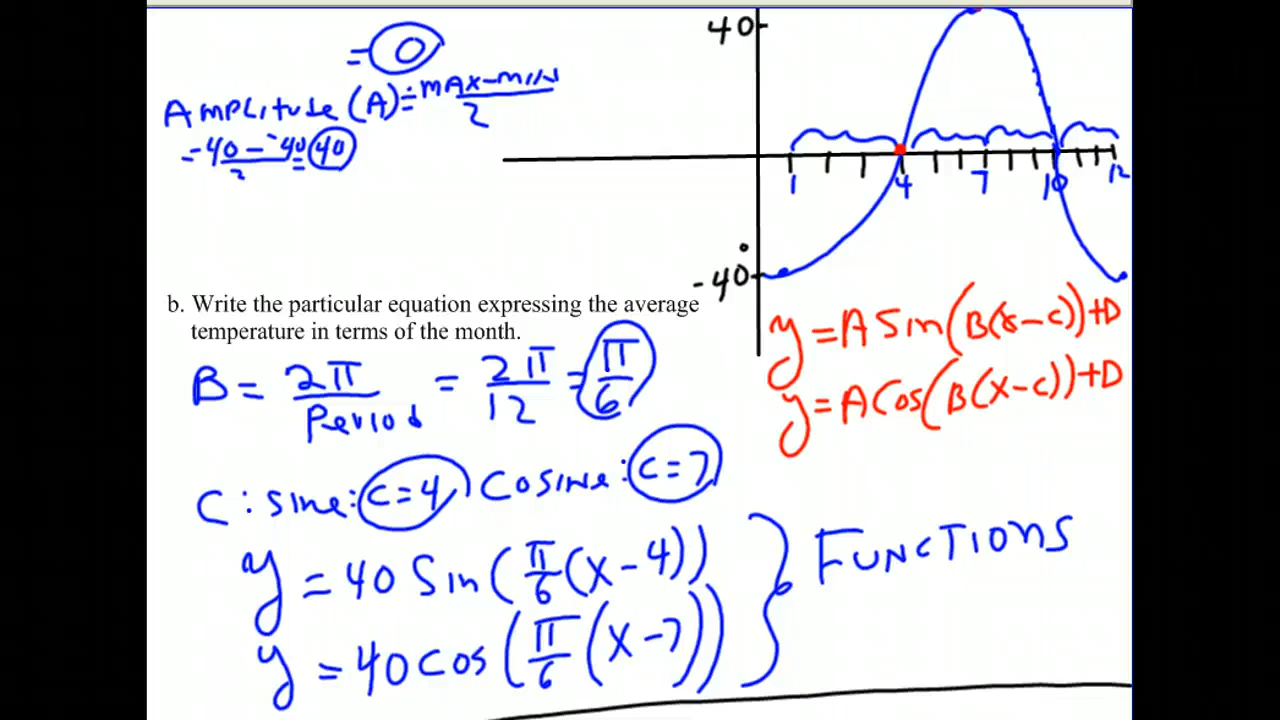 = 0
Amplitude (A) = max-min
2
= 40 - -40 = 40
2
40
-40
1 4 7 10 12
b. Write the particular equation expressing the average
temperature in terms of the month.
B = 2π = 2π = π
Period 12 6
C: sine: C=4, Cosine: C=7
y = A Sin(B(x-c))+D
y = A Cos(B(x-c))+D
y = 40 Sin(π/6(x-4))
y = 40 cos(π/6(x-7))
FUNCTIONS